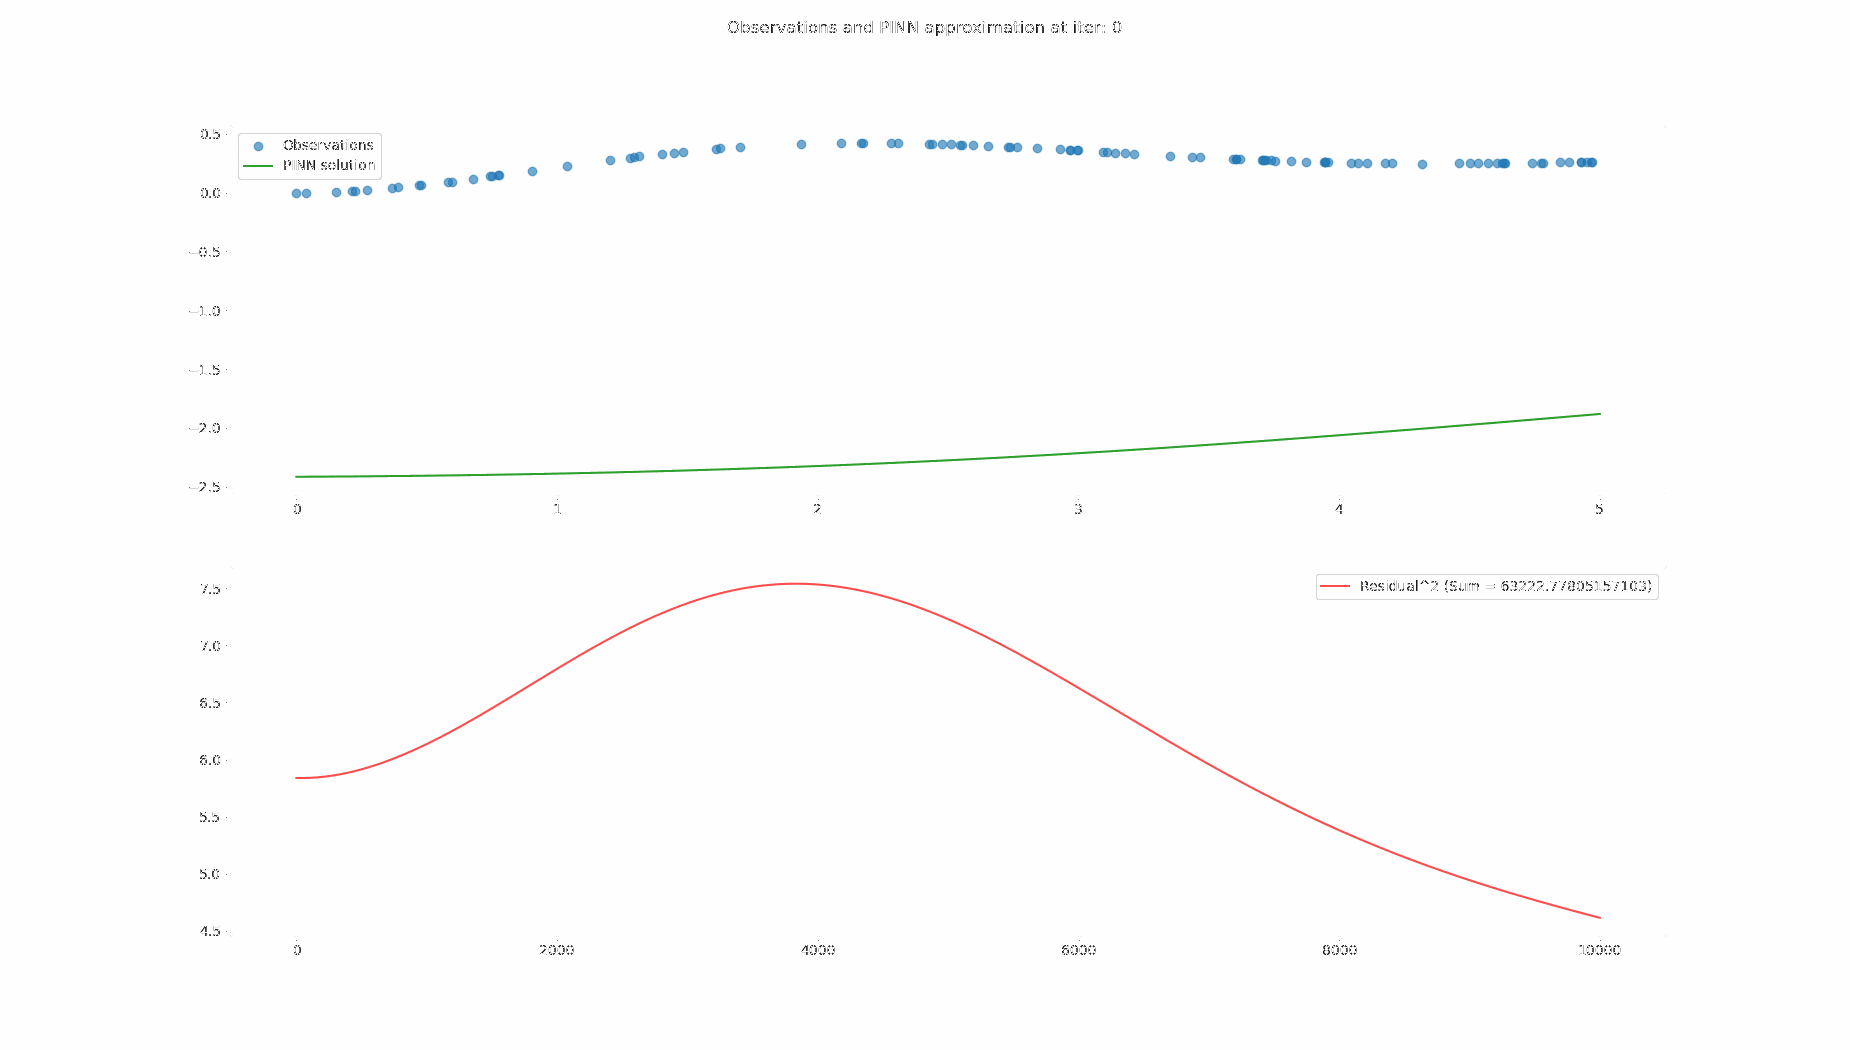 Observations and PINN approximation at iter: 0
0.5
Observations
PINN solution
0.0
−0.5
−1.0
−1.5
−2.0
−2.5
0 1 2 3 4 5
7.5
Residual^2 (Sum = 63222.77805157103)
7.0
6.5
6.0
5.5
5.0
4.5
0 2000 4000 6000 8000 10000